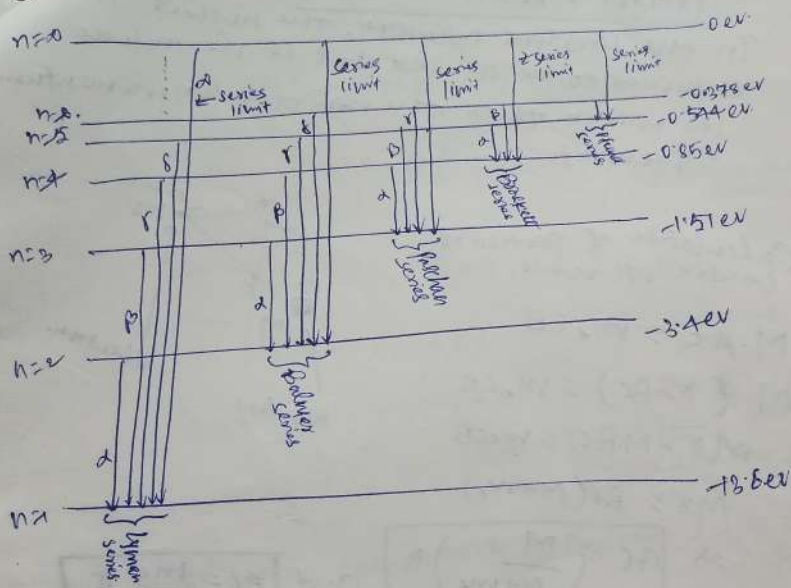 n=∞ 0 ev.
series limit
series limit
series limit
series limit
series limit
n=6. -0.378 ev
n=5 -0.544 ev
n=4 -0.85 ev
δ γ β α
γ δ β α
γ β α
β α
Pfund series
Brackett series
n=3 -1.51 ev
Paschan series
n=2 -3.4 ev
Balmer series
n=1 -13.6 ev
Lyman series